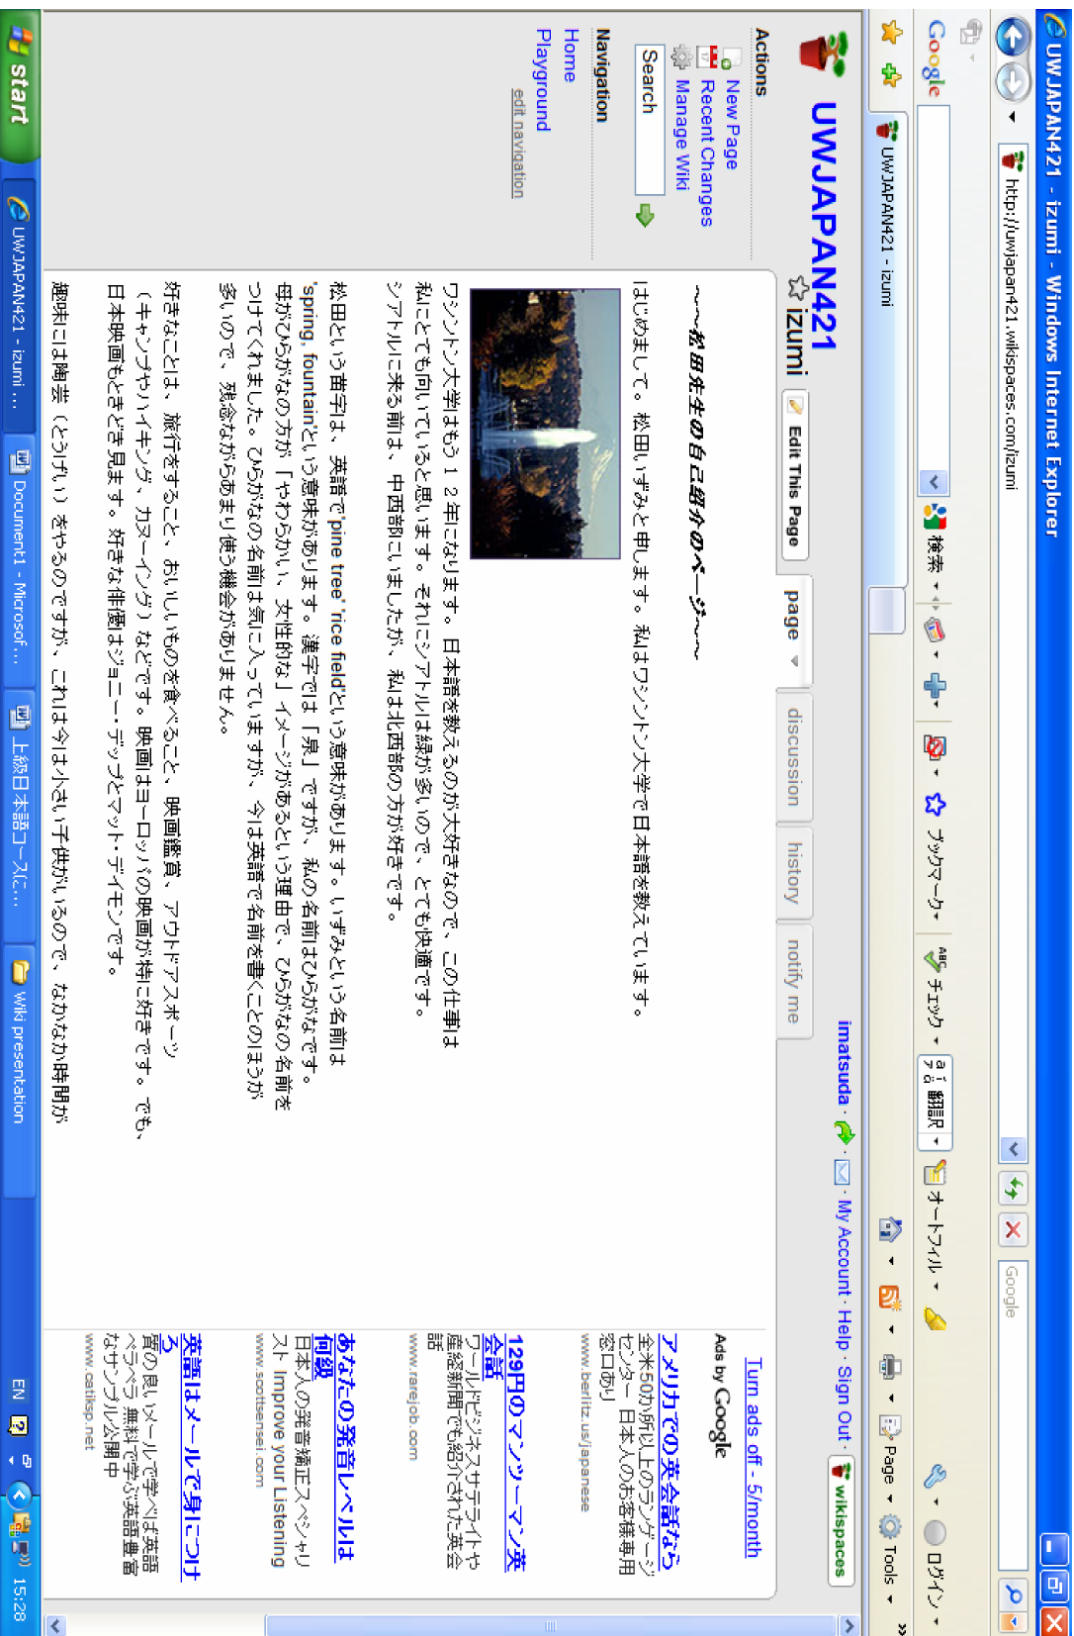 UWJAPAN421 - izumi - Windows Internet Explorer
http://uwjapan421.wikispaces.com/izumi
Google
Google
検索
ブックマーク
ABC チェック
翻訳
オートフィル
ログイン
UWJAPAN421 - izumi
Page
Tools
UWJAPAN421
imatsuda · · · My Account · Help · Sign Out · wikispaces
izumi
Edit This Page
page
discussion
history
notify me
Actions
New Page
Recent Changes
Manage Wiki
Search
Navigation
Home
Playground
edit navigation
～～松田先生の自己紹介のページ～～
はじめまして。松田いずみと申します。私はワシントン大学で日本語を教えています。
ワシントン大学はもう１２年になります。日本語を教えるのが大好きなので、この仕事は
私にとても向いていると思います。それにシアトルは緑が多いので、とても快適です。
シアトルに来る前は、中西部にいましたが、私は北西部の方が好きです。
松田という苗字は、英語で'pine tree' 'rice field'という意味があります。いずみという名前は
'spring, fountain'という意味があります。漢字では「泉」ですが、私の名前はひらがなです。
母がひらがなの方が「やわらかい、女性的な」イメージがあるという理由で、ひらがなの名前を
つけてくれました。ひらがなの名前は気に入っていますが、今は英語で名前を書くことのほうが
多いので、残念ながらあまり使う機会がありません。
好きなことは、旅行をすること、おいしいものを食べること、映画鑑賞、アウトドアスポーツ
（キャンプやハイキング、カヌーイング）などです。映画はヨーロッパの映画が特に好きです。でも、
日本映画もときどき見ます。好きな俳優はジョニー・デップとマット・デイモンです。
趣味には陶芸（とうげい）をやるのですが、これは今は小さい子供がいるので、なかなか時間が
Turn ads off - 5/month
Ads by Google
アメリカでの英会話なら
全米50か所以上のランゲージ
センター 日本人のお客様専用
窓口あり
www.berlitz.us/japanese
129円のマンツーマン英
会話
ワールドビジネスサテライトや
産経新聞でも紹介された英会
話
www.rarejob.com
あなたの発音レベルは
何級
日本人の発音矯正スペシャリ
スト Improve your Listening
www.scottsensei.com
英語はメールで身につけ
ろ
質の良いメールで学べば英語
ペラペラ 無料で学ぶ英語豊富
なサンプル公開中
www.oatiksp.net
start
UWJAPAN421 - izumi ...
Document1 - Microsof...
上級日本語コースに...
Wiki presentation
EN
15:28